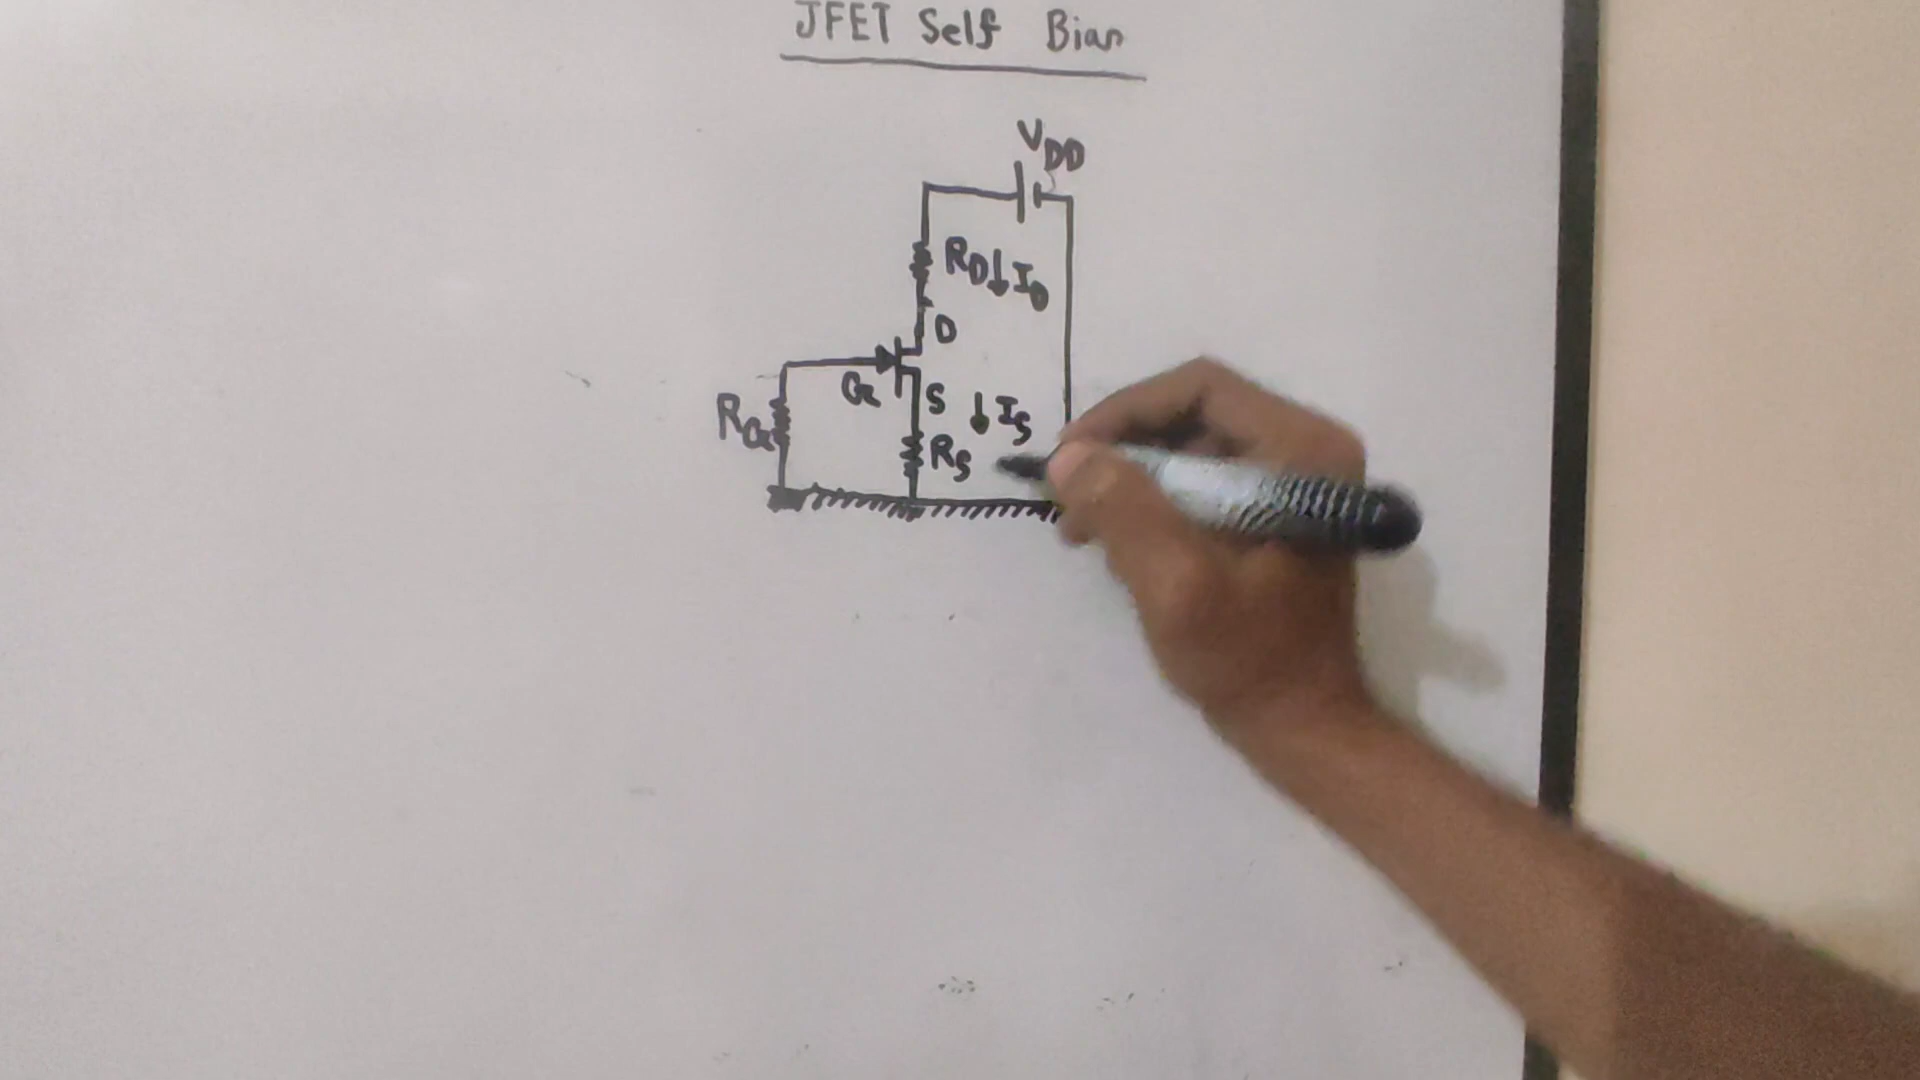 JFET Self Bias
VDD
RD ↓ ID
D
G
S
↓ IS
RG
RS